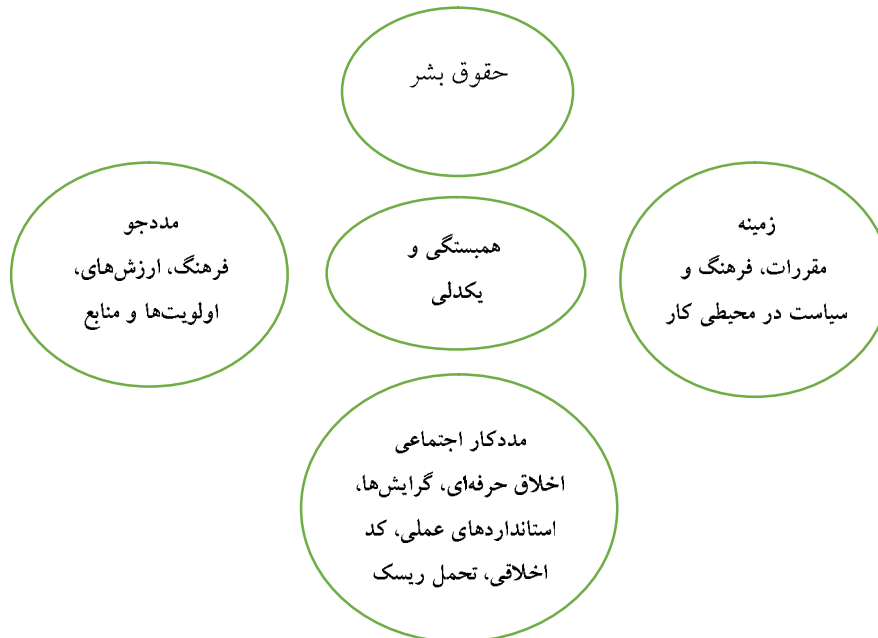 حقوق بشر
زمینه
مقررات، فرهنگ و
سیاست در محیطی کار
همبستگی و
یکدلی
مددجو
فرهنگ، ارزش‌های،
اولویت‌ها و منابع
مددکار اجتماعی
اخلاق حرفه‌ای، گرایش‌ها،
استانداردهای عملی، کد
اخلاقی، تحمل ریسک